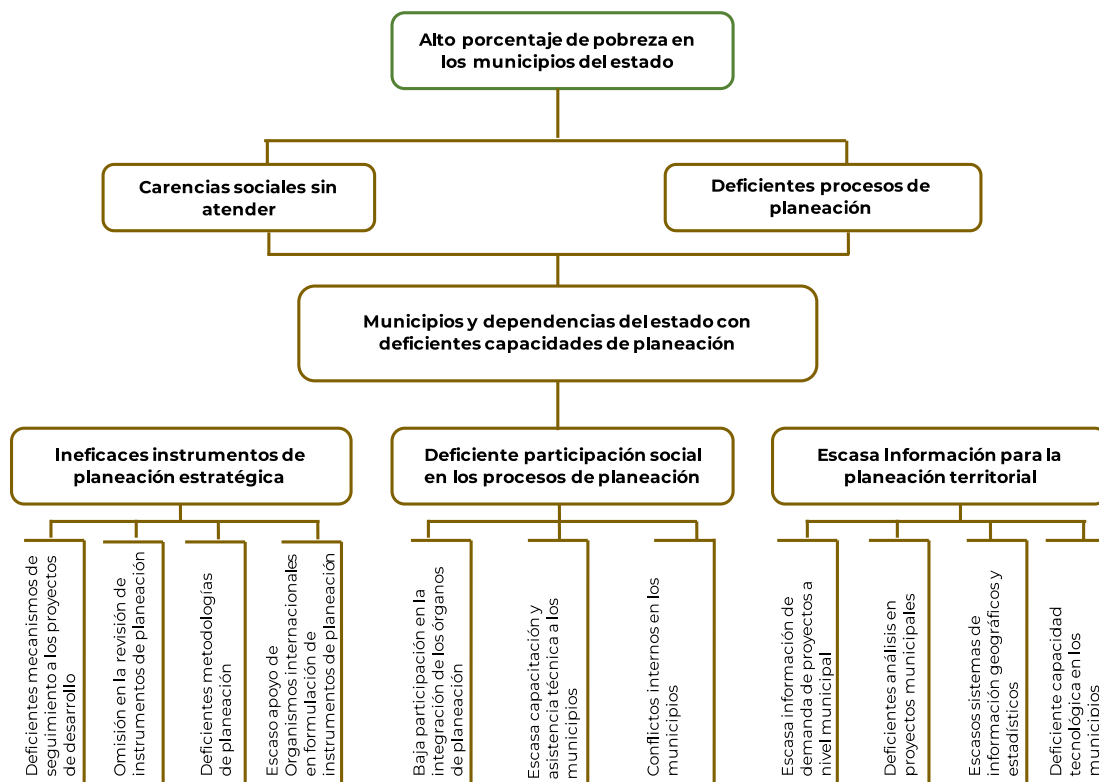 Alto porcentaje de pobreza en
los municipios del estado
Carencias sociales sin
atender
Deficientes procesos de
planeación
Municipios y dependencias del estado con
deficientes capacidades de planeación
Ineficaces instrumentos de
planeación estratégica
Deficiente participación social
en los procesos de planeación
Escasa Información para la
planeación territorial
Deficientes mecanismos de
seguimiento a los proyectos
de desarrollo
Omisión en la revisión de
instrumentos de planeación
Deficientes metodologías
de planeación
Escaso apoyo de
Organismos internacionales
en formulación de
instrumentos de planeación
Baja participación en la
integración de los órganos
de planeación
Escasa capacitación y
asistencia técnica a los
municipios
Conflictos internos en los
municipios
Escasa información de
demanda de proyectos a
nivel municipal
Deficientes análisis en
proyectos municipales
Escasos sistemas de
información geográficos y
estadísticos
Deficiente capacidad
tecnológica en los
municipios